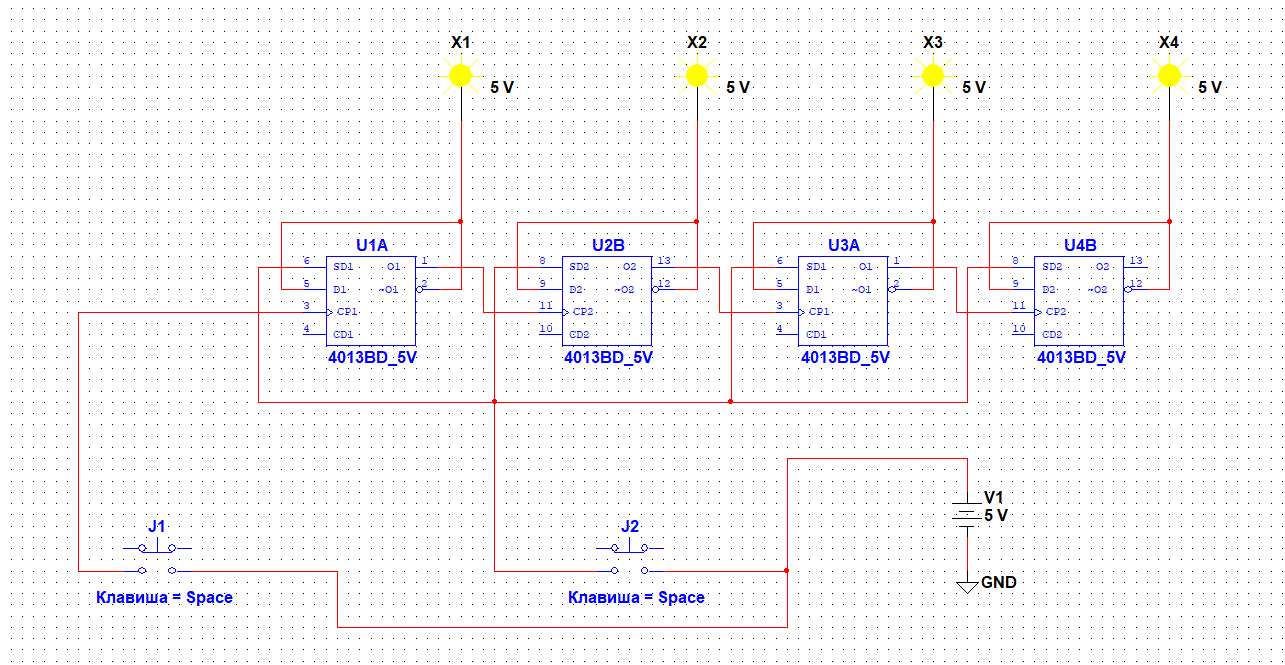 X1
X2
X3
X4
5 V
5 V
5 V
5 V
U1A
U2B
U3A
U4B
6
SD1
O1
1
8
SD2
O2
13
6
SD1
O1
1
8
SD2
O2
13
5
D1
~O1
2
9
D2
~O2
12
5
D1
~O1
2
9
D2
~O2
12
3
CP1
11
CP2
3
CP1
11
CP2
4
CD1
10
CD2
4
CD1
10
CD2
4013BD_5V
4013BD_5V
4013BD_5V
4013BD_5V
V1
5 V
J1
J2
GND
Клавиша = Space
Клавиша = Space